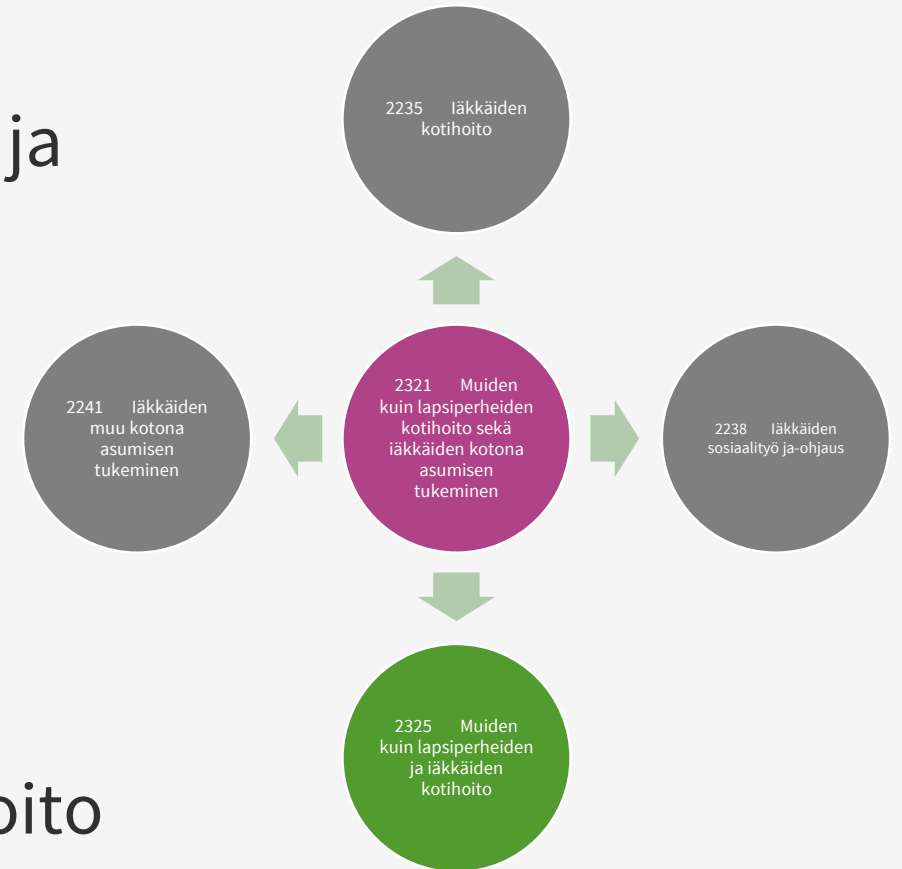 ja
2235 Iäkkäiden
kotihoito
2241 Iäkkäiden
muu kotona
asumisen
tukeminen
2321 Muiden
kuin lapsiperheiden
kotihoito sekä
iäkkäiden kotona
asumisen
tukeminen
2238 Iäkkäiden
sosiaalityö ja-ohjaus
2325 Muiden
kuin lapsiperheiden
ja iäkkäiden
kotihoito
oito